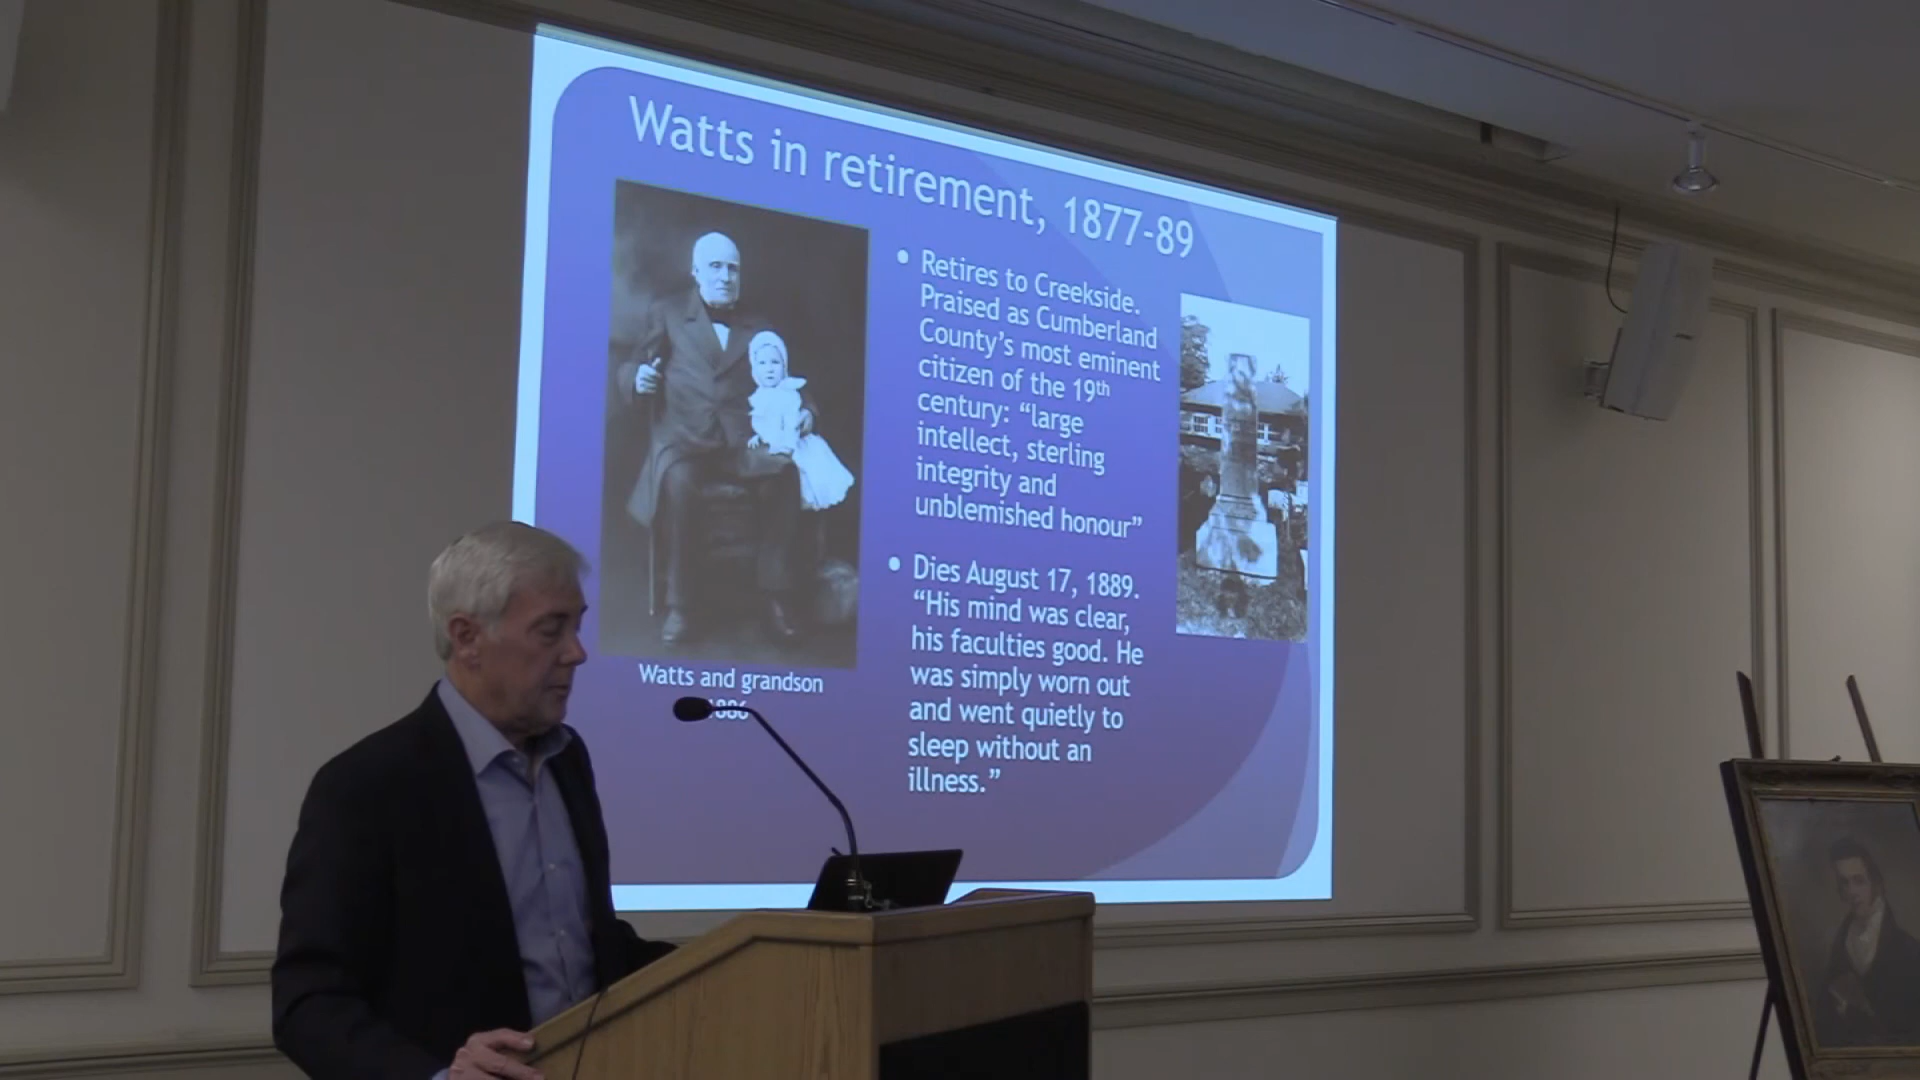 Watts in retirement, 1877-89
Retires to Creekside.
Praised as Cumberland
County's most eminent
citizen of the 19th
century: “large
intellect, sterling
integrity and
unblemished honour”
Dies August 17, 1889.
“His mind was clear,
his faculties good. He
was simply worn out
and went quietly to
sleep without an
illness.”
Watts and grandson
1886